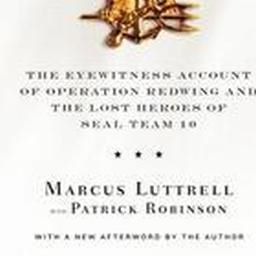 THE EYEWITNESS ACCOUNT
OF OPERATION REDWING AND
THE LOST HEROES OF
SEAL TEAM 10
MARCUS LUTTRELL
WITH PATRICK ROBINSON
WITH A NEW AFTERWORD BY THE AUTHOR